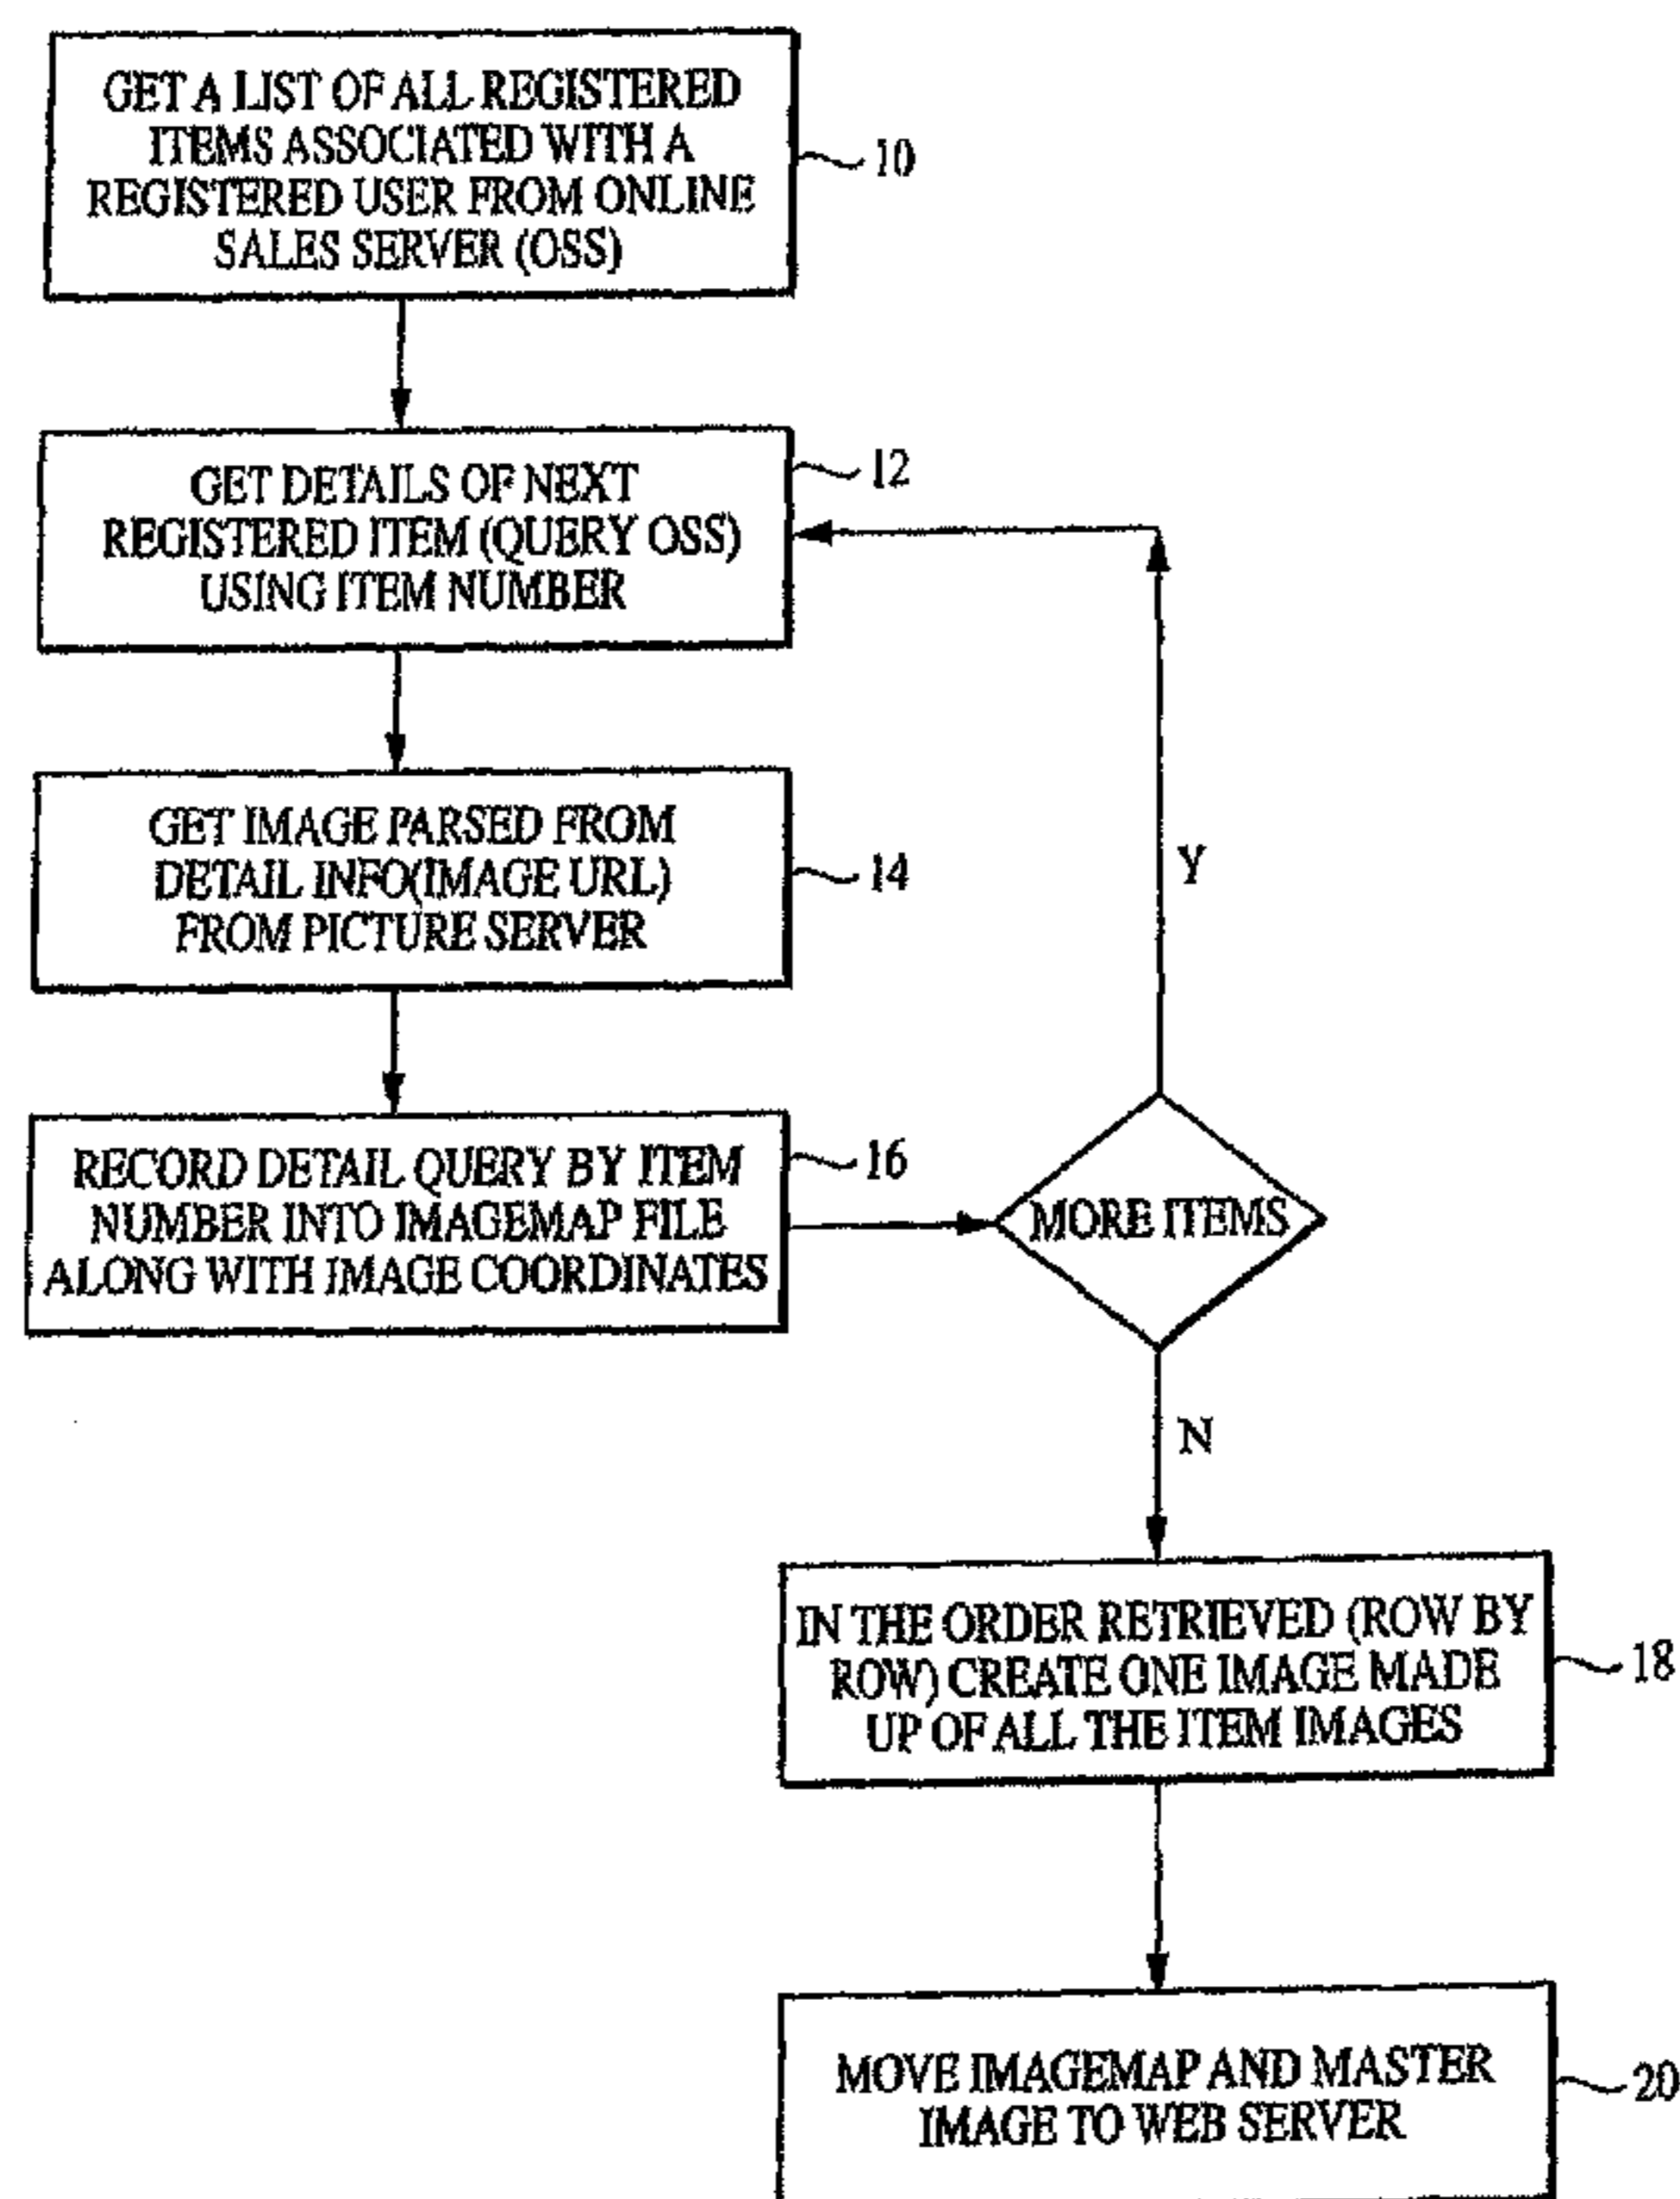 GET A LIST OF ALL REGISTERED
ITEMS ASSOCIATED WITH A
REGISTERED USER FROM ONLINE
SALES SERVER (OSS)
10
GET DETAILS OF NEXT
REGISTERED ITEM (QUERY OSS)
USING ITEM NUMBER
12
GET IMAGE PARSED FROM
DETAIL INFO(IMAGE URL)
FROM PICTURE SERVER
14
Y
RECORD DETAIL QUERY BY ITEM
NUMBER INTO IMAGEMAP FILE
ALONG WITH IMAGE COORDINATES
16
MORE ITEMS
N
IN THE ORDER RETRIEVED (ROW BY
ROW) CREATE ONE IMAGE MADE
UP OF ALL THE ITEM IMAGES
18
MOVE IMAGEMAP AND MASTER
IMAGE TO WEB SERVER
20